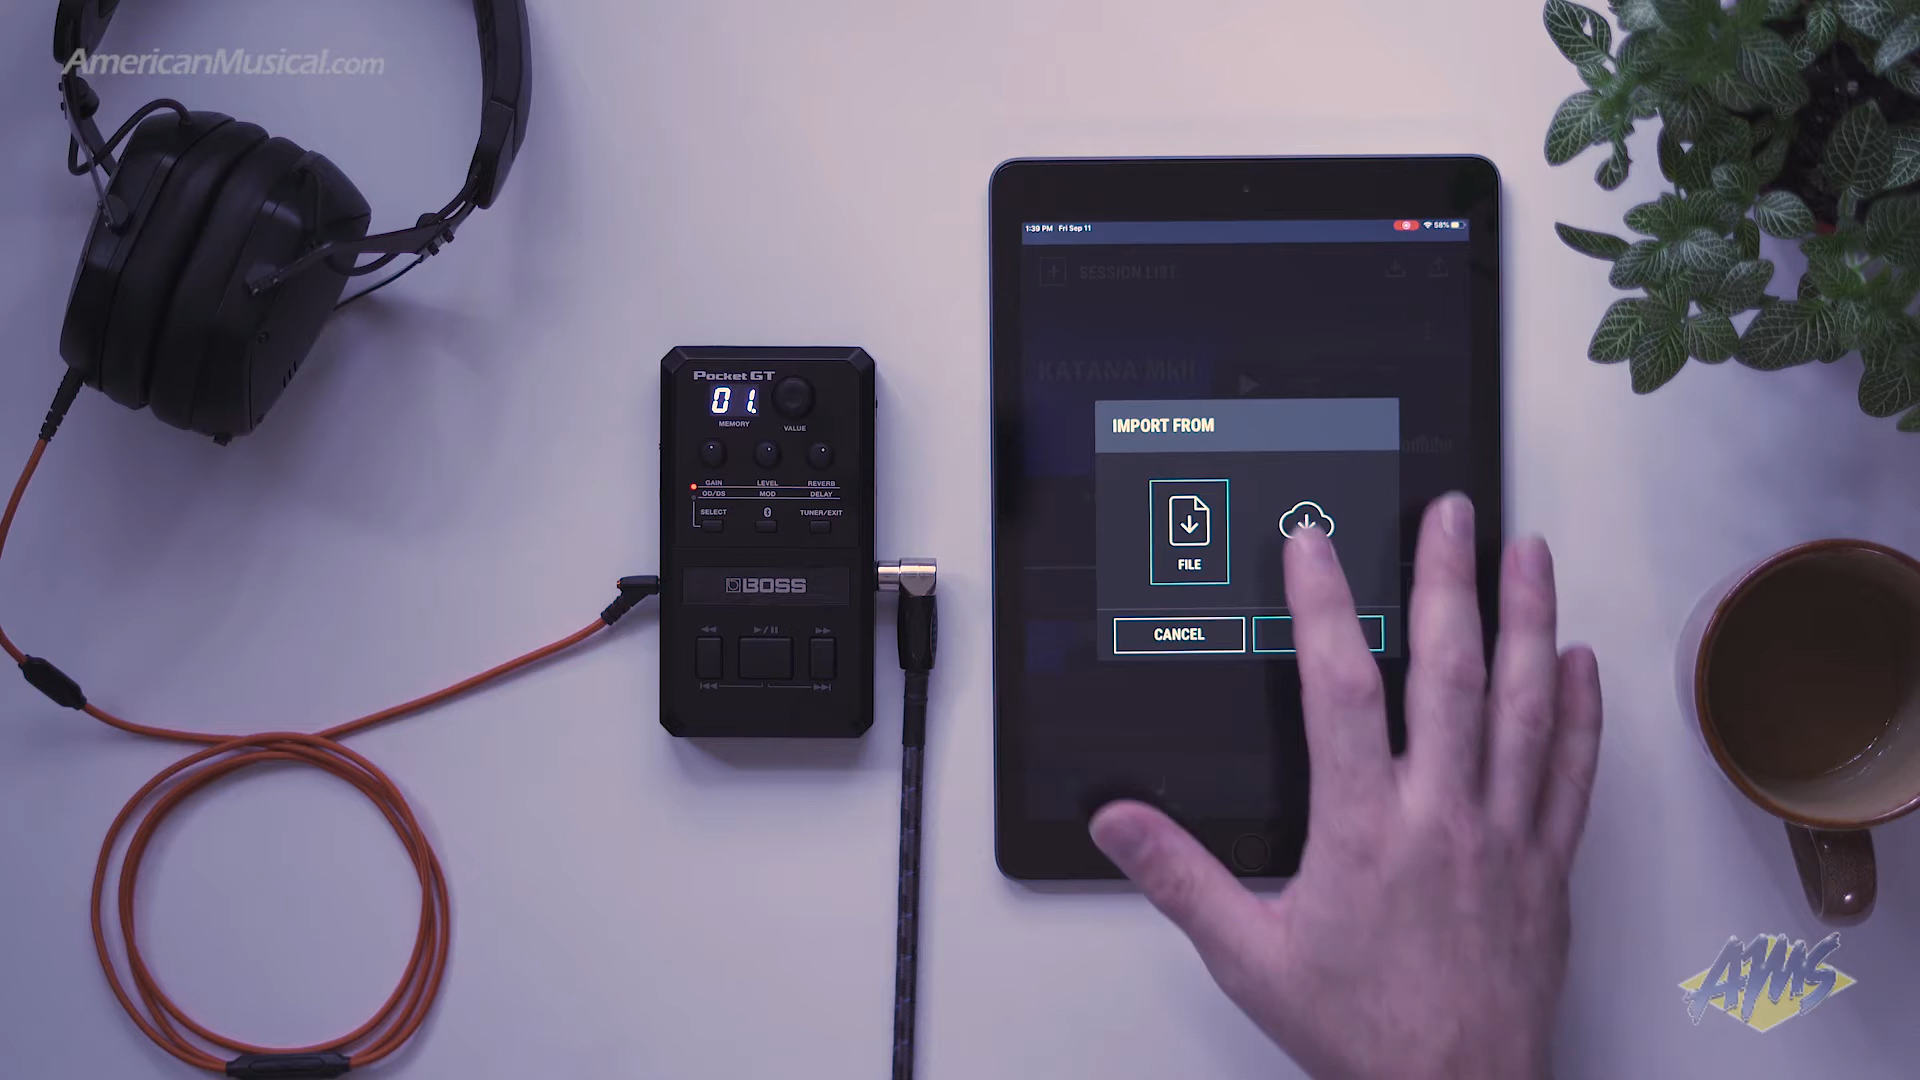 AmericanMusical.com
1:39 PM Fri Sep 11
58%
SESSION LIST
KATANA MkII
IMPORT FROM
FILE
CANCEL
Pocket GT
01.
MEMORY
VALUE
GAIN LEVEL REVERB
OD/DS MOD DELAY
SELECT TUNER/EXIT
BOSS
AMS